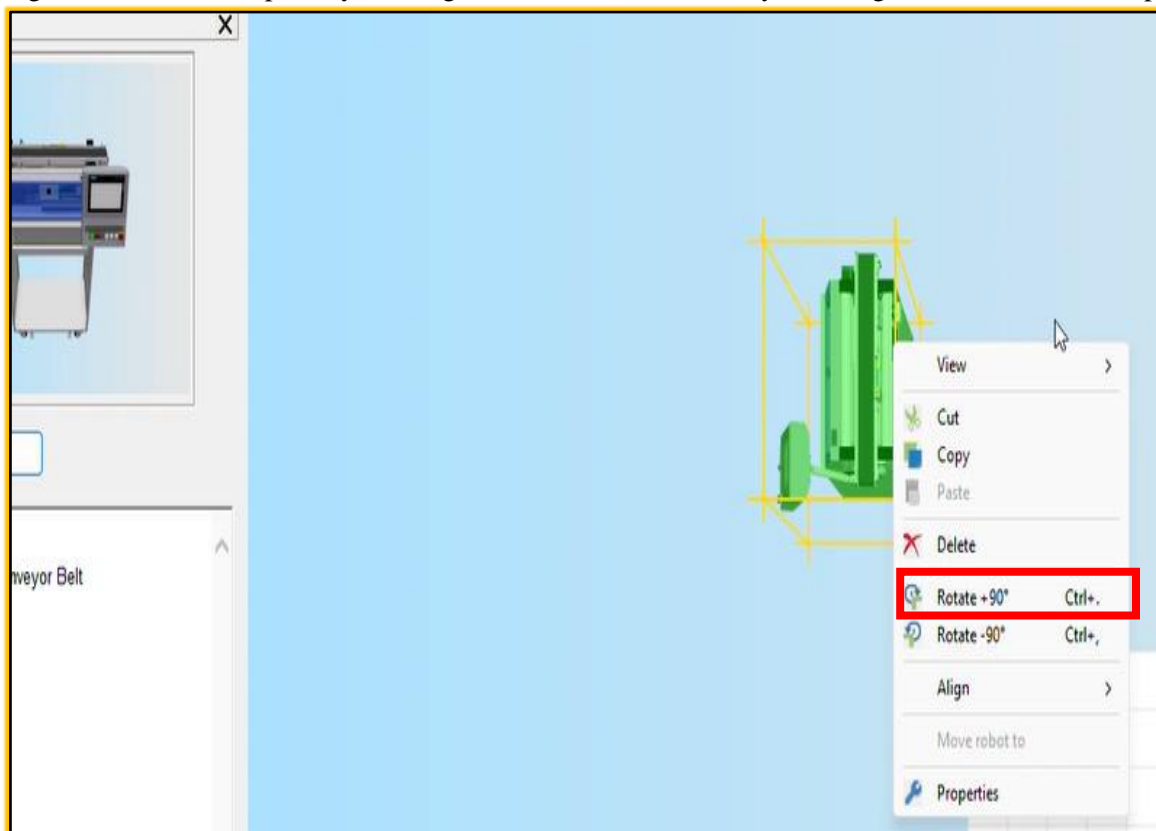 X
nveyor Belt
View >
Cut
Copy
Paste
Delete
Rotate +90° Ctrl+.
Rotate -90° Ctrl+,
Align >
Move robot to
Properties